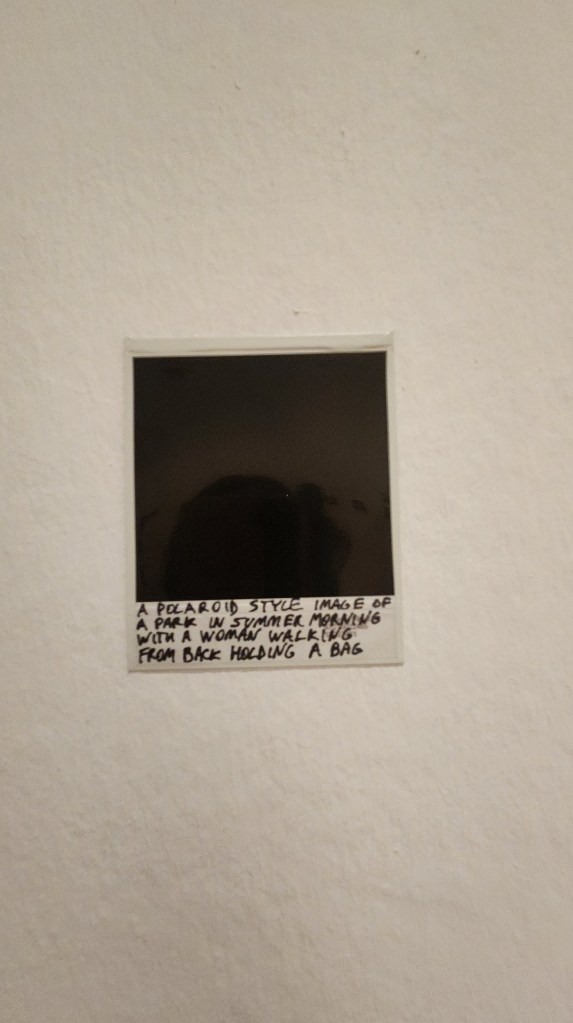 A POLAROID STYLE IMAGE OF
A PARK IN SUMMER MORNING
WITH A WOMAN WALKING
FROM BACK HOLDING A BAG